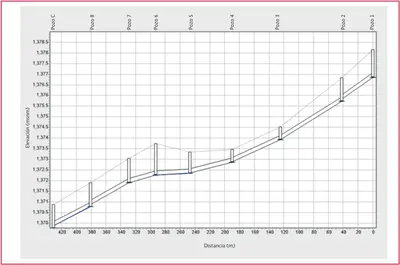 Pozo C
Pozo 8
Pozo 7
Pozo 6
Pozo 5
Pozo 4
Pozo 3
Pozo 2
Pozo 1
Elevación (msnm)
1,378.5
1,378
1,377.5
1,377
1,376.5
1,376
1,375.5
1,375
1,374.5
1,374
1,373.5
1,373
1,372.5
1,372
1,371.5
1,371
1,370.5
1,370
420 400 380 360 340 320 300 280 260 240 220 200 180 160 140 120 100 80 60 40 20 0
Distancia (m)